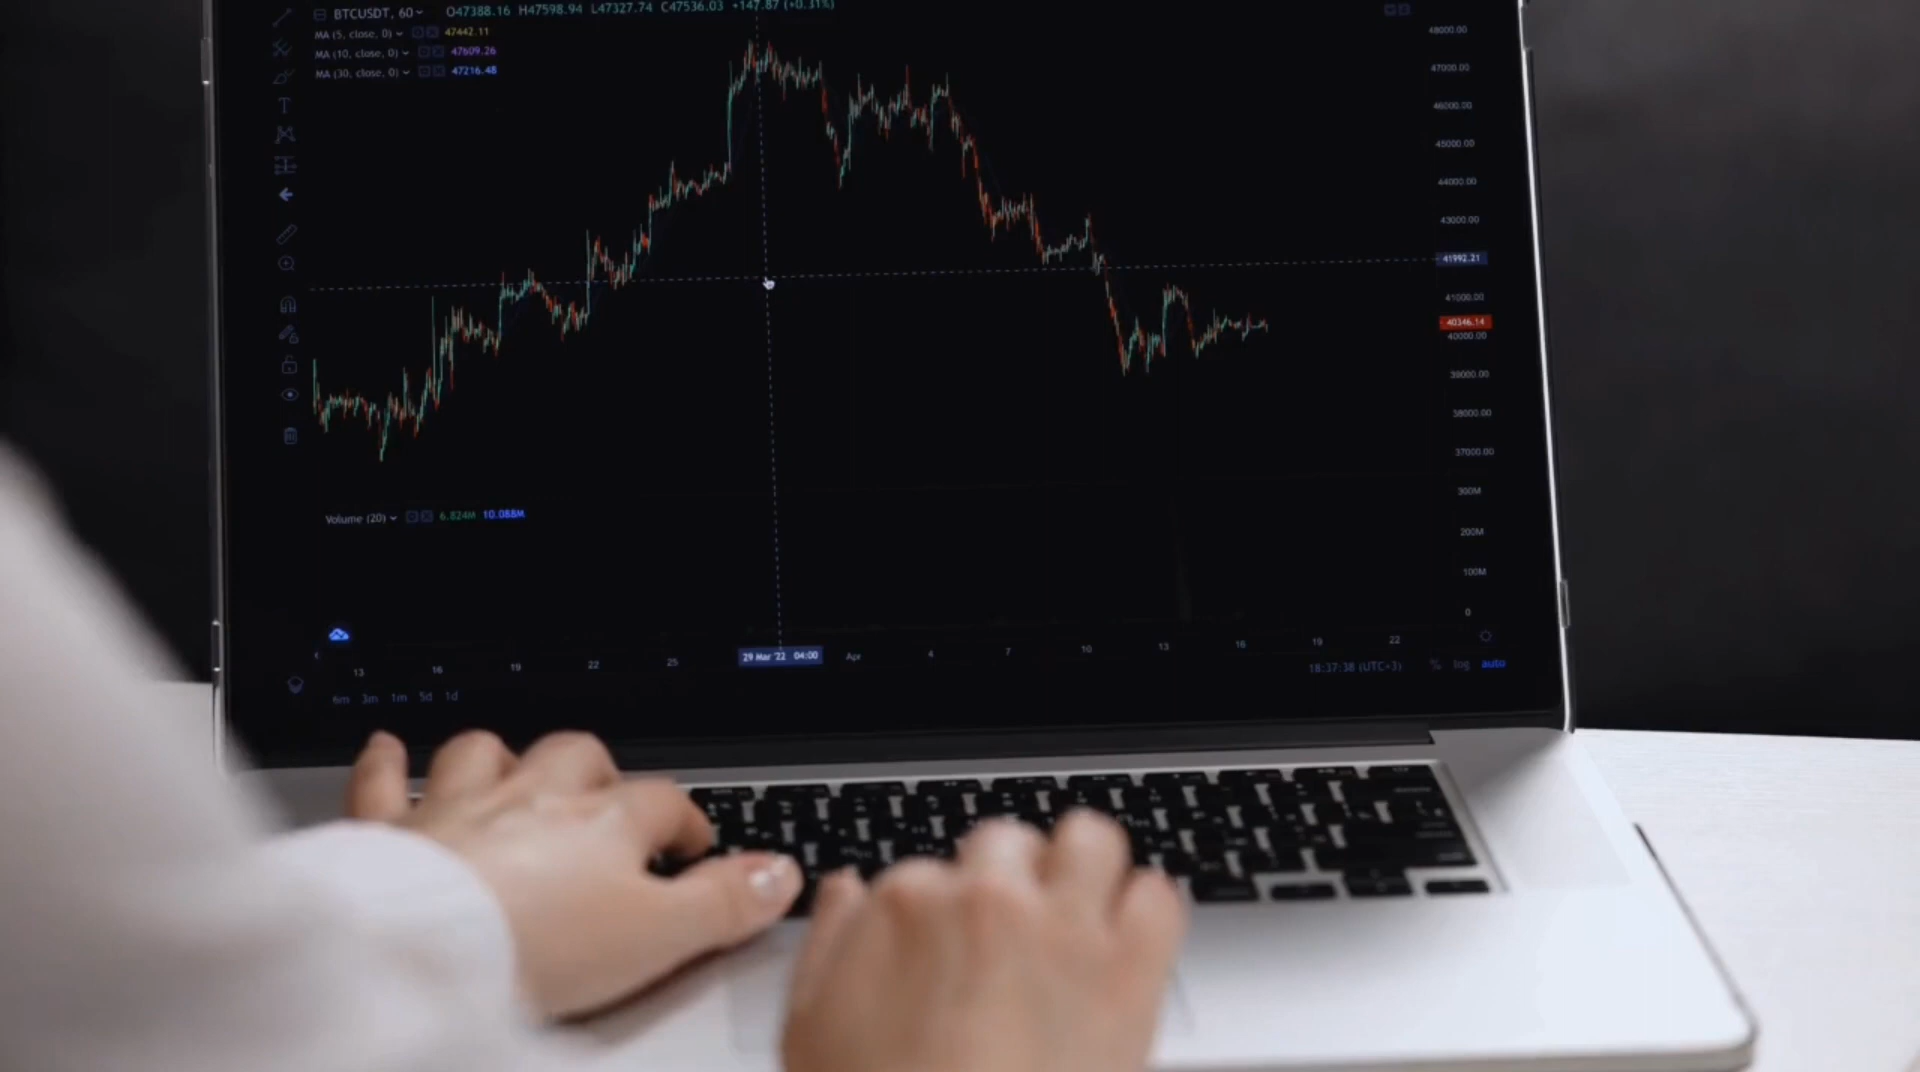 BTCUSDT, 60 O47388.16 H47598.94 L47327.74 C47536.03 +147.87 (+0.31%)
MA (5, close, 0) 47442.11
MA (10, close, 0) 47609.26
MA (30, close, 0) 47216.48
48000.00
47000.00
46000.00
45000.00
44000.00
43000.00
41992.21
41000.00
40346.14
40000.00
39000.00
38000.00
37000.00
Volume (20) 6.824M 10.088M
300M
200M
100M
0
13 16 19 22 25 29 Mar '22 04:00 Apr 4 7 10 13 16 19 22
6m 3m 1m 5d 1d
18:37:38 (UTC+3) % log auto